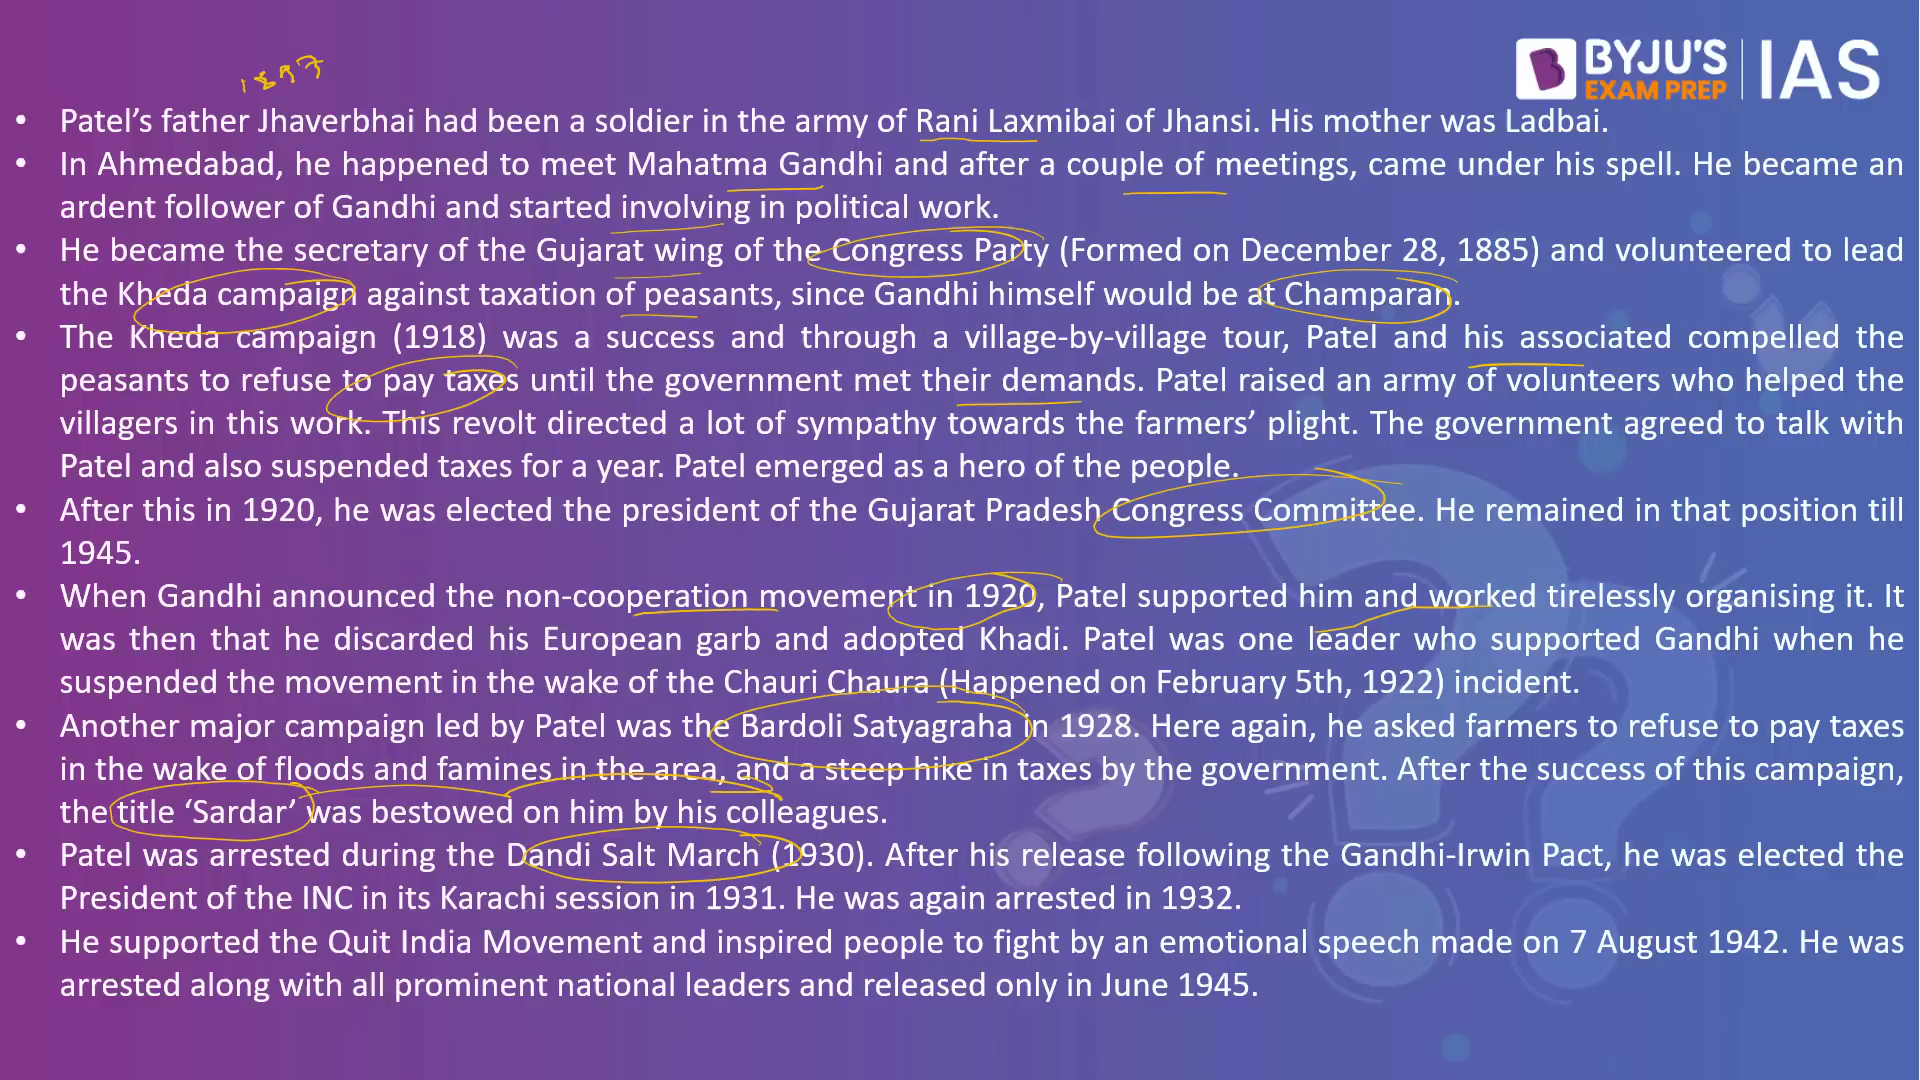 BYJU'S IAS
EXAM PREP
• Patel's father Jhaverbhai had been a soldier in the army of Rani Laxmibai of Jhansi. His mother was Ladbai.
• In Ahmedabad, he happened to meet Mahatma Gandhi and after a couple of meetings, came under his spell. He became an
ardent follower of Gandhi and started involving in political work.
• He became the secretary of the Gujarat wing of the Congress Party (Formed on December 28, 1885) and volunteered to lead
the Kheda campaign against taxation of peasants, since Gandhi himself would be at Champaran.
• The Kheda campaign (1918) was a success and through a village-by-village tour, Patel and his associated compelled the
peasants to refuse to pay taxes until the government met their demands. Patel raised an army of volunteers who helped the
villagers in this work. This revolt directed a lot of sympathy towards the farmers' plight. The government agreed to talk with
Patel and also suspended taxes for a year. Patel emerged as a hero of the people.
• After this in 1920, he was elected the president of the Gujarat Pradesh Congress Committee. He remained in that position till
1945.
• When Gandhi announced the non-cooperation movement in 1920, Patel supported him and worked tirelessly organising it. It
was then that he discarded his European garb and adopted Khadi. Patel was one leader who supported Gandhi when he
suspended the movement in the wake of the Chauri Chaura (Happened on February 5th, 1922) incident.
• Another major campaign led by Patel was the Bardoli Satyagraha in 1928. Here again, he asked farmers to refuse to pay taxes
in the wake of floods and famines in the area, and a steep hike in taxes by the government. After the success of this campaign,
the title 'Sardar' was bestowed on him by his colleagues.
• Patel was arrested during the Dandi Salt March (1930). After his release following the Gandhi-Irwin Pact, he was elected the
President of the INC in its Karachi session in 1931. He was again arrested in 1932.
• He supported the Quit India Movement and inspired people to fight by an emotional speech made on 7 August 1942. He was
arrested along with all prominent national leaders and released only in June 1945.